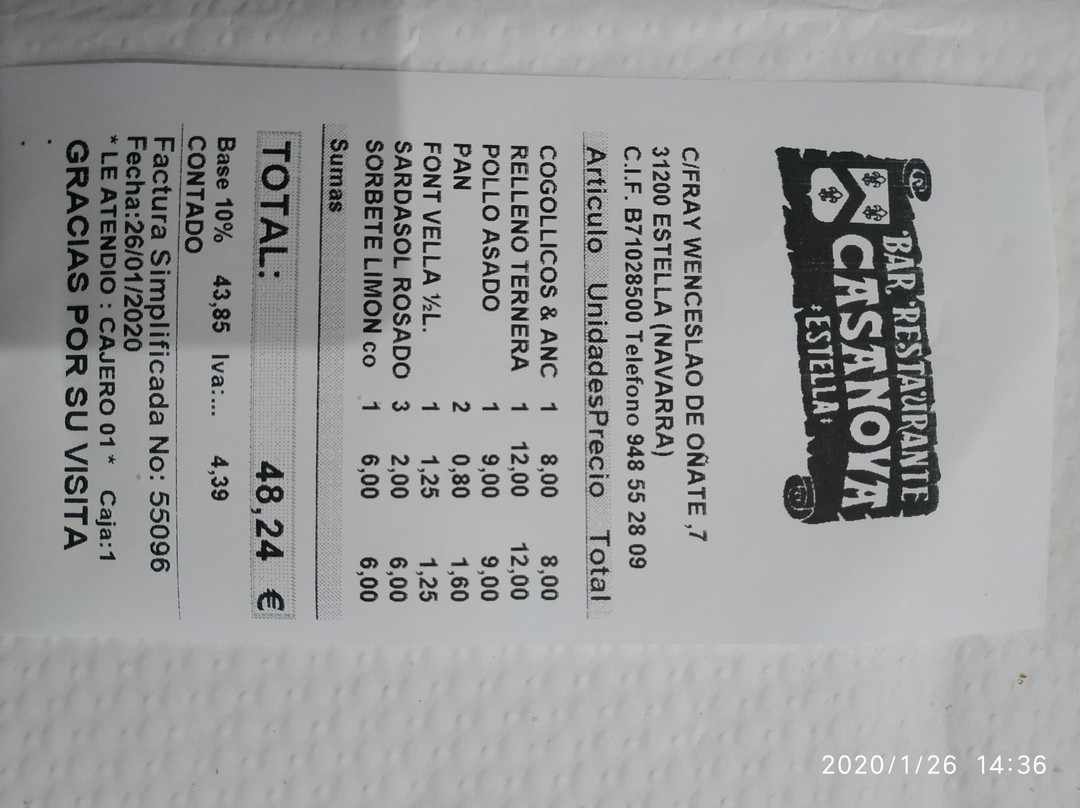 BAR RESTAURANTE
CASANOVA
ESTELLA
C/FRAY WENCESLAO DE OÑATE ,7
31200 ESTELLA (NAVARRA)
C.I.F. B71028500 Telefono 948 55 28 09
Articulo UnidadesPrecio Total
COGOLLICOS & ANC 1 8,00 8,00
RELLENO TERNERA 1 12,00 12,00
POLLO ASADO 1 9,00 9,00
PAN 2 0,80 1,60
FONT VELLA ½L. 1 1,25 1,25
SARDASOL ROSADO 3 2,00 6,00
SORBETE LIMON co 1 6,00 6,00
Sumas
TOTAL: 48,24 €
Base 10% 43,85 Iva:... 4,39
CONTADO
Factura Simplificada No: 55096
Fecha:26/01/2020
* LE ATENDIO : CAJERO 01 * Caja:1
GRACIAS POR SU VISITA
2020/1/26 14:36